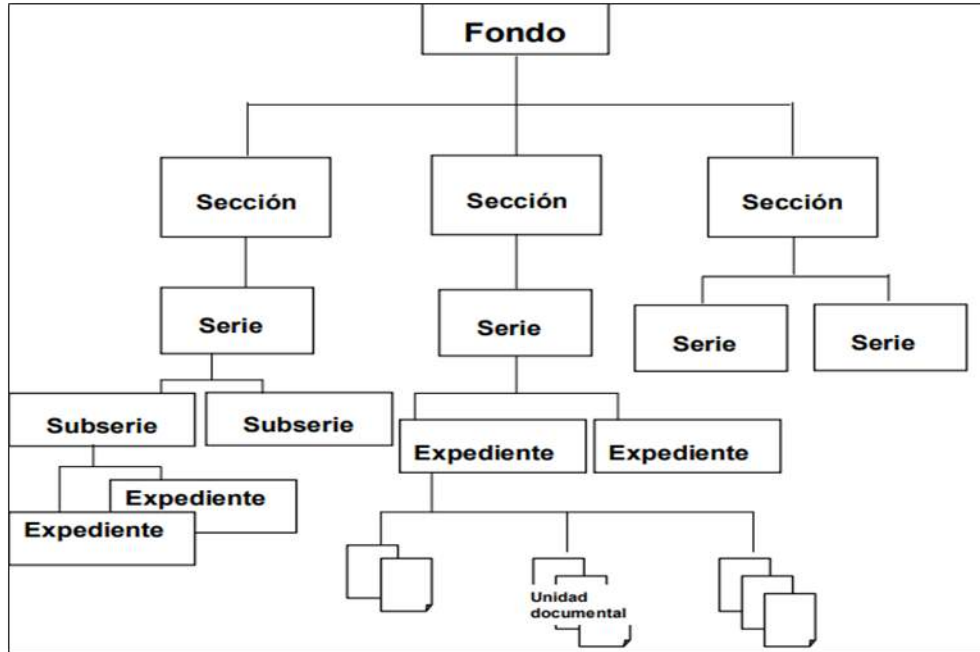 Fondo
Sección
Sección
Sección
Serie
Serie
Serie
Serie
Subserie
Subserie
Expediente
Expediente
Expediente
Expediente
Unidad
documental